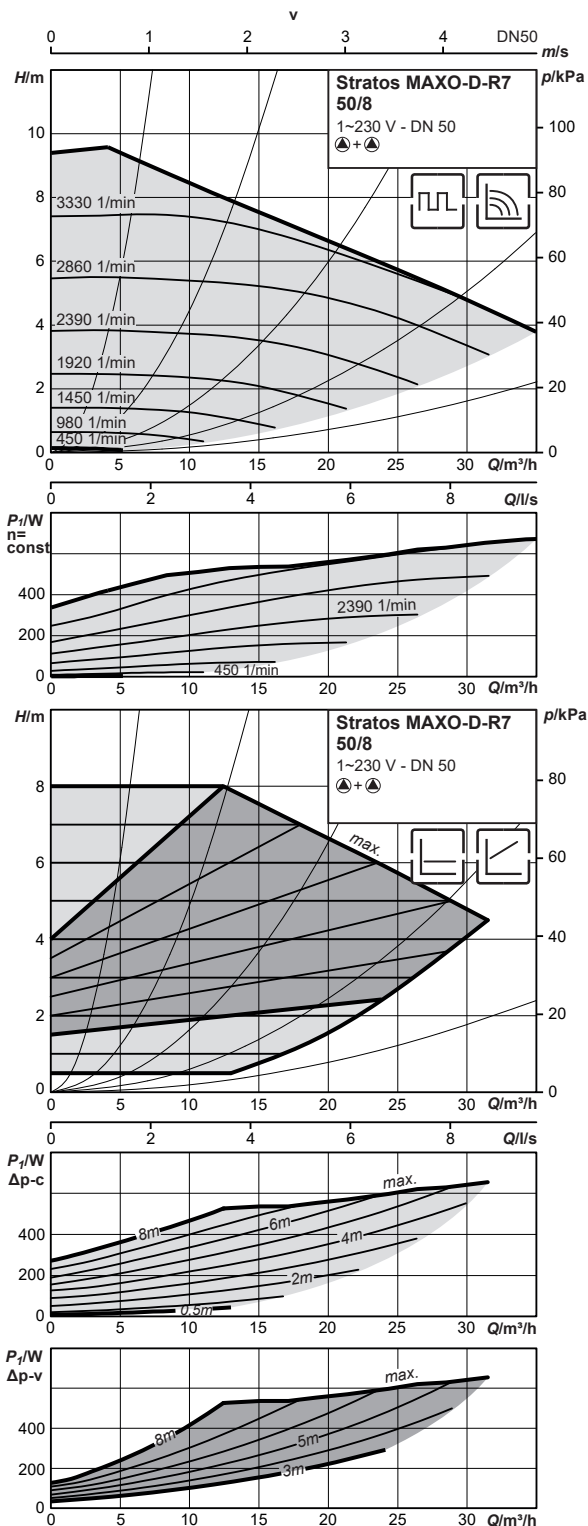 v
0 1 2 3 4 DN50
m/s
H/m
p/kPa
Stratos MAXO-D-R7
50/8
1~230 V - DN 50
+
10
8
6
4
2
0
100
80
60
40
20
0
3330 1/min
2860 1/min
2390 1/min
1920 1/min
1450 1/min
980 1/min
450 1/min
0 5 10 15 20 25 30 Q/m³/h
0 2 4 6 8 Q/l/s
P₁/W
n=
const
400
200
0
2390 1/min
450 1/min
0 5 10 15 20 25 30 Q/m³/h
H/m
p/kPa
Stratos MAXO-D-R7
50/8
1~230 V - DN 50
+
8
6
4
2
0
80
60
40
20
0
max.
0 5 10 15 20 25 30 Q/m³/h
0 2 4 6 8 Q/l/s
P₁/W
Δp-c
400
200
0
max.
8m
6m
4m
2m
0.5m
0 5 10 15 20 25 30 Q/m³/h
P₁/W
Δp-v
400
200
0
max.
8m
5m
3m
0 5 10 15 20 25 30 Q/m³/h